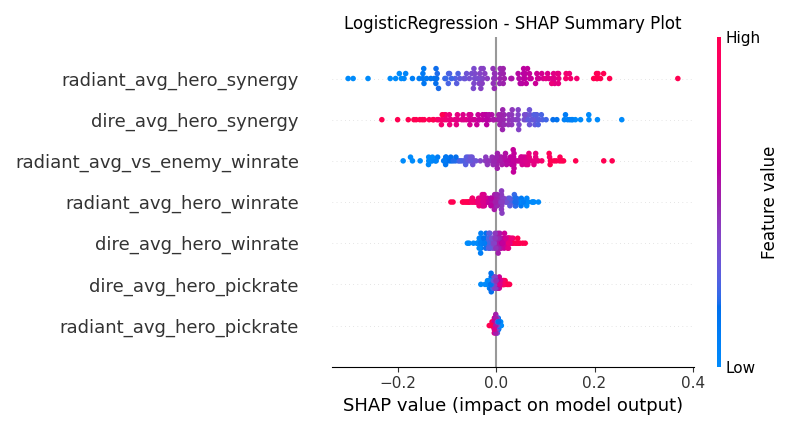 LogisticRegression - SHAP Summary Plot
High
radiant_avg_hero_synergy
dire_avg_hero_synergy
radiant_avg_vs_enemy_winrate
radiant_avg_hero_winrate
dire_avg_hero_winrate
dire_avg_hero_pickrate
radiant_avg_hero_pickrate
Feature value
Low
−0.2 0.0 0.2 0.4
SHAP value (impact on model output)